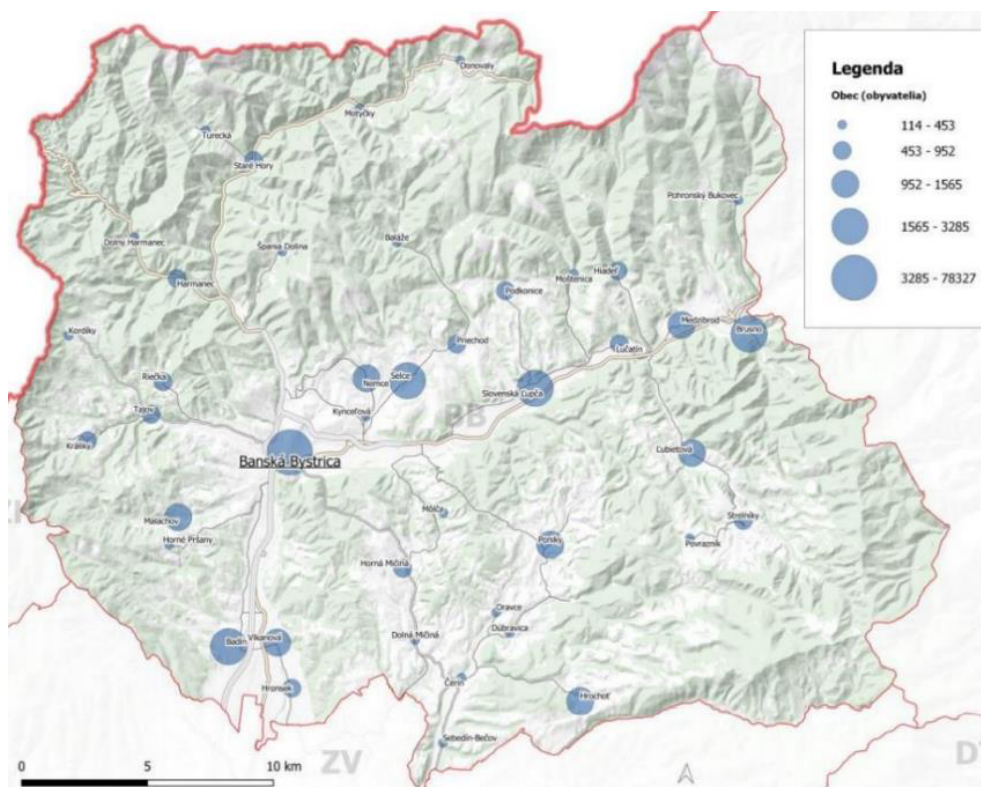 Donovaly
Motyčky
Turecká
Staré Hory
Pohronský Bukovec
Dolný Harmanec
Baláže
Špania Dolina
Harmanec
Moštenica
Hiadeľ
Podkonice
Kordíky
Medzibrod
Brusno
Priechod
Lučatín
Riečka
Nemce
Selce
Slovenská Ľupča
Tajov
Kynceľová
BB
Králiky
Banská Bystrica
Ľubietová
Malachov
Môlča
Strelníky
Horné Pršany
Poniky
Povrazník
Horná Mičiná
Oravce
Dúbravica
Badín
Vlkanová
Dolná Mičiná
Čerín
Hronsek
Hrochoť
Sebedín-Bečov
ZV
Legenda
Obec (obyvatelia)
114 - 453
453 - 952
952 - 1565
1565 - 3285
3285 - 78327
0 5 10 km